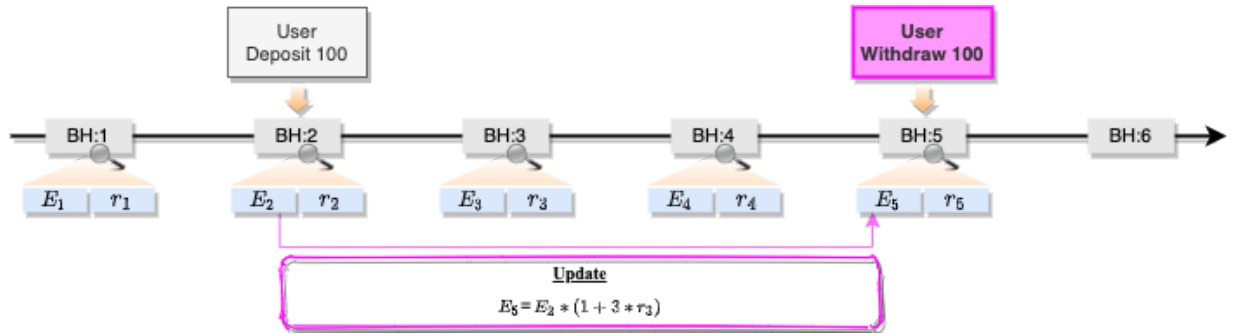 User
Deposit 100
User
Withdraw 100
BH:1
BH:2
BH:3
BH:4
BH:5
BH:6
E₁ r₁
E₂ r₂
E₃ r₃
E₄ r₄
E₅ r₅
Update
E₅ = E₂ * (1 + 3 * r₃)